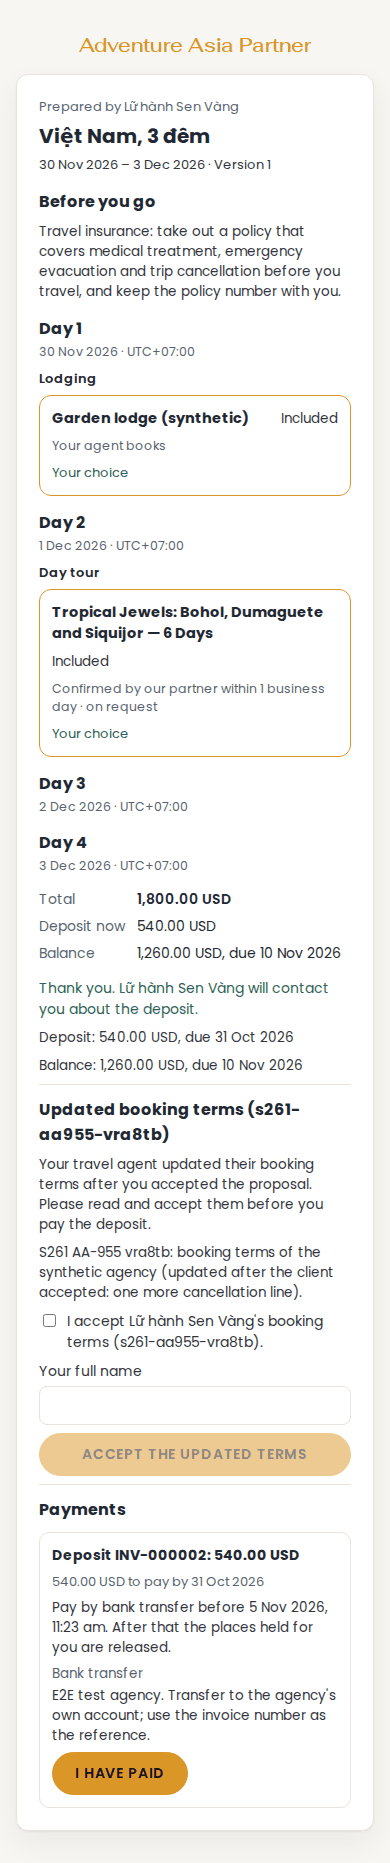 Adventure Asia Partner
Prepared by Lữ hành Sen Vàng
Việt Nam, 3 đêm
30 Nov 2026 – 3 Dec 2026 · Version 1
Before you go
Travel insurance: take out a policy that
covers medical treatment, emergency
evacuation and trip cancellation before you
travel, and keep the policy number with you.
Day 1
30 Nov 2026 · UTC+07:00
Lodging
Garden lodge (synthetic) Included
Your agent books
Your choice
Day 2
1 Dec 2026 · UTC+07:00
Day tour
Tropical Jewels: Bohol, Dumaguete
and Siquijor — 6 Days
Included
Confirmed by our partner within 1 business
day · on request
Your choice
Day 3
2 Dec 2026 · UTC+07:00
Day 4
3 Dec 2026 · UTC+07:00
Total 1,800.00 USD
Deposit now 540.00 USD
Balance 1,260.00 USD, due 10 Nov 2026
Thank you. Lữ hành Sen Vàng will contact
you about the deposit.
Deposit: 540.00 USD, due 31 Oct 2026
Balance: 1,260.00 USD, due 10 Nov 2026
Updated booking terms (s261-
aa955-vra8tb)
Your travel agent updated their booking
terms after you accepted the proposal.
Please read and accept them before you
pay the deposit.
S261 AA-955 vra8tb: booking terms of the
synthetic agency (updated after the client
accepted: one more cancellation line).
I accept Lữ hành Sen Vàng's booking
terms (s261-aa955-vra8tb).
Your full name
ACCEPT THE UPDATED TERMS
Payments
Deposit INV-000002: 540.00 USD
540.00 USD to pay by 31 Oct 2026
Pay by bank transfer before 5 Nov 2026,
11:23 am. After that the places held for
you are released.
Bank transfer
E2E test agency. Transfer to the agency's
own account; use the invoice number as
the reference.
I HAVE PAID